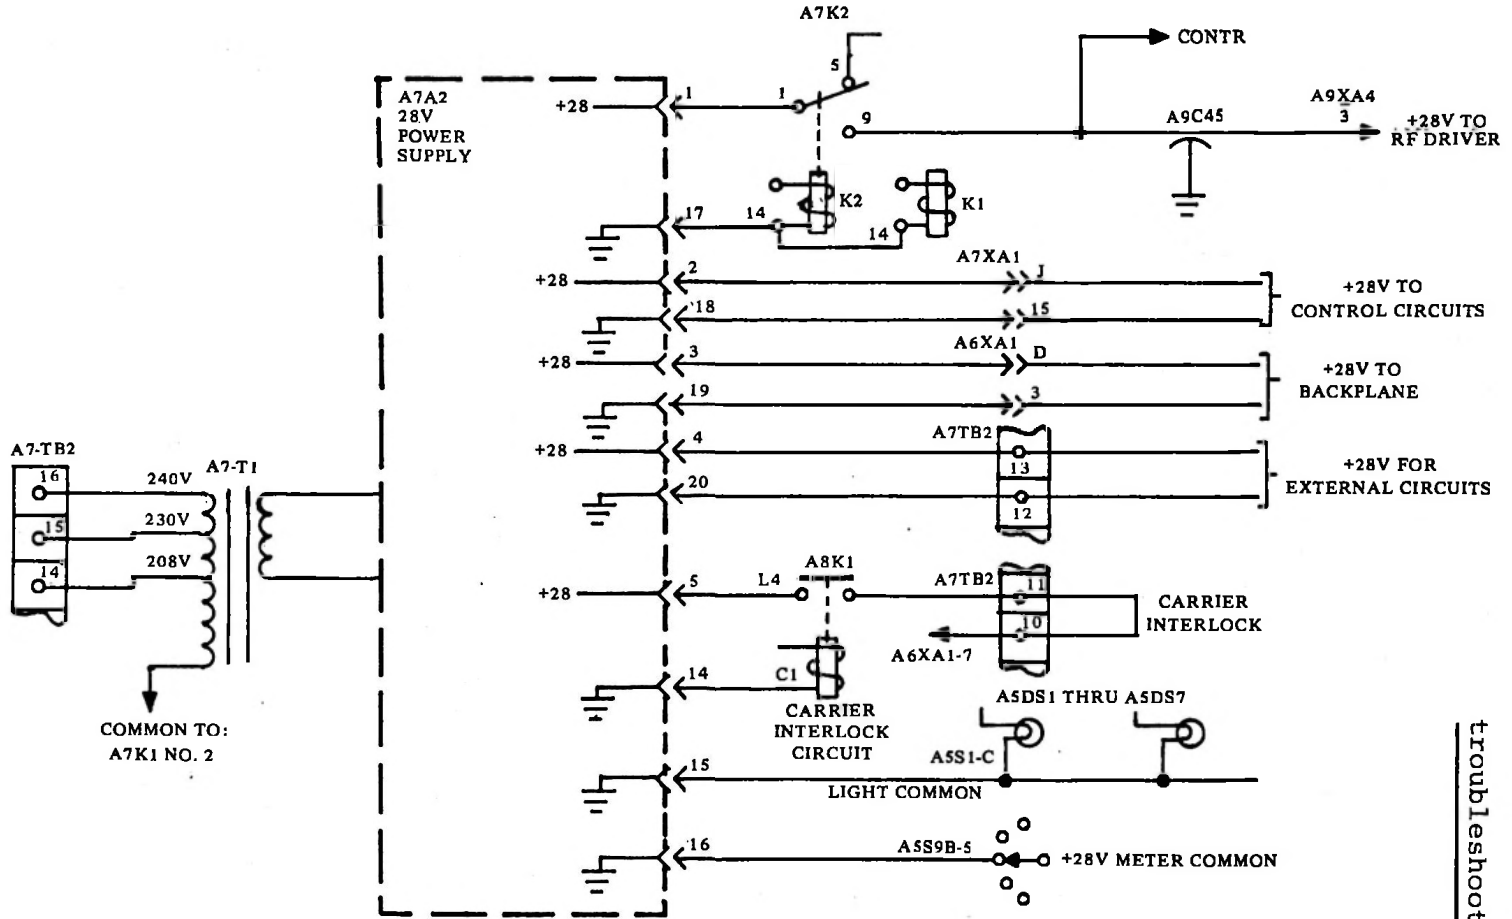 A7K2
CONTR
5
A7A2
28V
POWER
SUPPLY
+28
1
1
9
A9C45
A9XA4
3
+28V TO
RF DRIVER
K2
K1
17
14
14
+28
2
A7XA1
J
+28V TO
CONTROL CIRCUITS
18
15
+28
3
A6XA1
D
+28V TO
BACKPLANE
19
3
+28
4
A7TB2
13
+28V FOR
EXTERNAL CIRCUITS
20
12
A7-TB2
16
240V
A7-T1
15
230V
14
208V
COMMON TO:
A7K1 NO. 2
+28
5
L4
A8K1
A7TB2
11
CARRIER
INTERLOCK
10
A6XA1-7
14
C1
CARRIER
INTERLOCK
CIRCUIT
A5DS1 THRU A5DS7
A5S1-C
15
LIGHT COMMON
16
A5S9B-5
+28V METER COMMON
troubleshoot